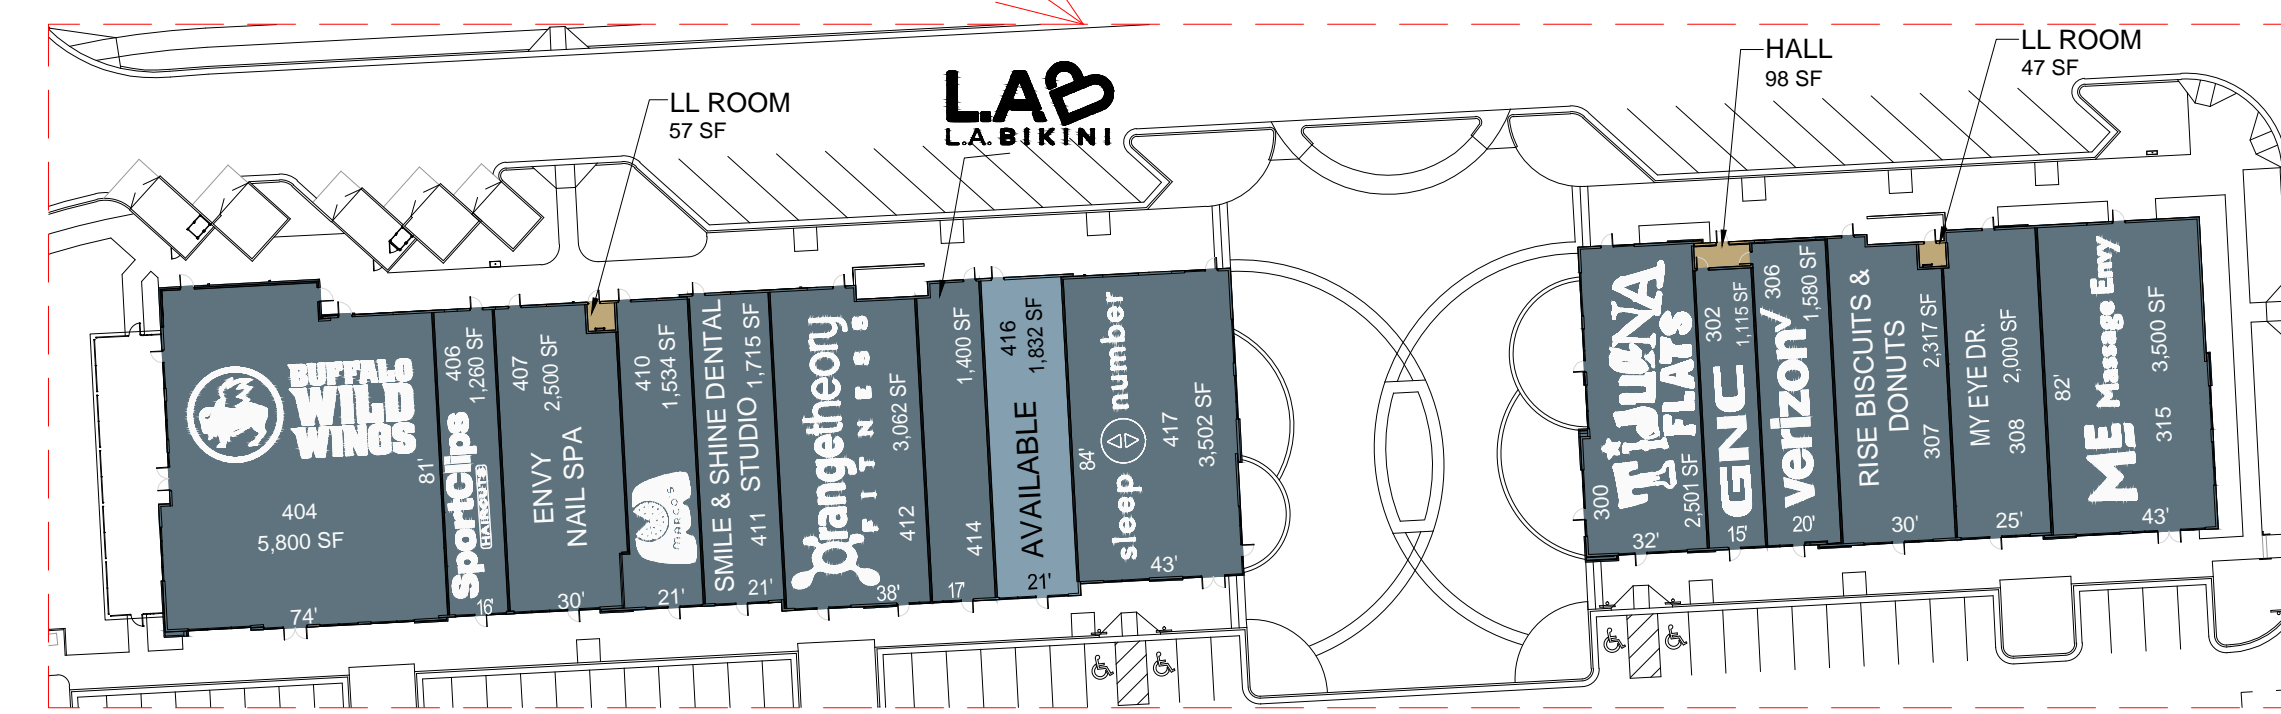 LL ROOM
57 SF
L.AB
L.A. BIKINI
HALL
98 SF
LL ROOM
47 SF
BUFFALO
WILD
WINGS
404
5,800 SF
74'
81'
406
1,260 SF
SportClips
HAIRCUTS
16'
407
2,500 SF
ENVY
NAIL SPA
30'
410
1,534 SF
MARCO'S
21'
SMILE & SHINE DENTAL
STUDIO 1,715 SF
411
21'
orangetheory
FITNESS
3,062 SF
412
38'
1,400 SF
414
17'
416
1,832 SF
AVAILABLE
21'
sleep number
84'
417
3,502 SF
43'
TIJUANA
FLATS
300
2,501 SF
32'
302
1,115 SF
GNC
15'
306
1,580 SF
verizon
20'
RISE BISCUITS &
DONUTS
307
2,317 SF
30'
MY EYE DR.
308
2,000 SF
25'
82'
ME Massage Envy
315
3,500 SF
43'